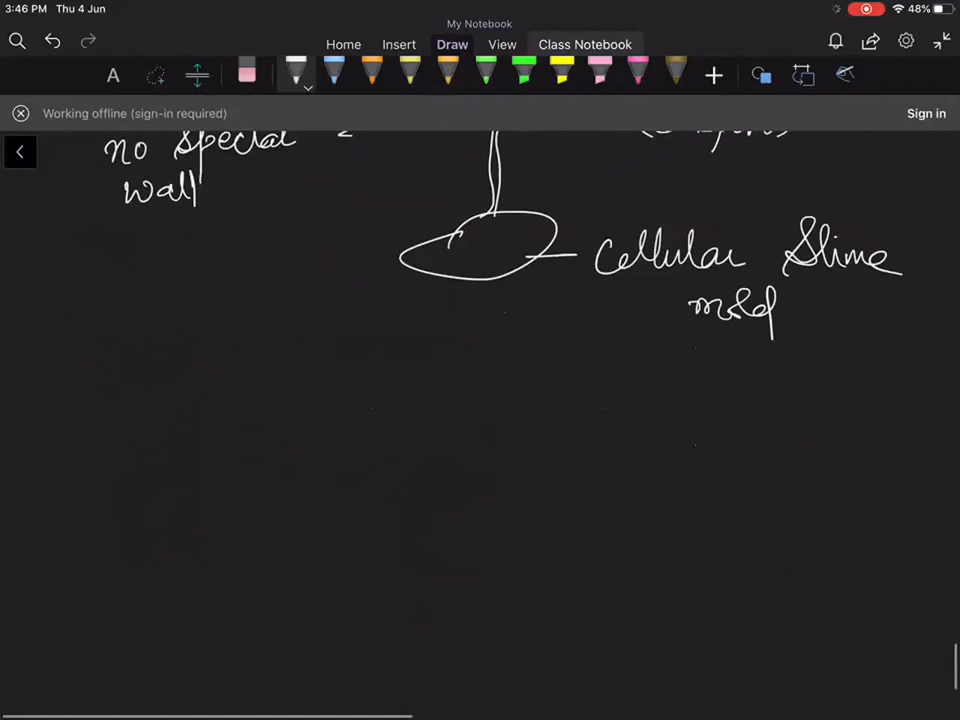 3:46 PM Thu 4 Jun
48%
My Notebook
Home Insert Draw View Class Notebook
A
Working offline (sign-in required) Sign in
no special
wall
Cellular Slime
mold